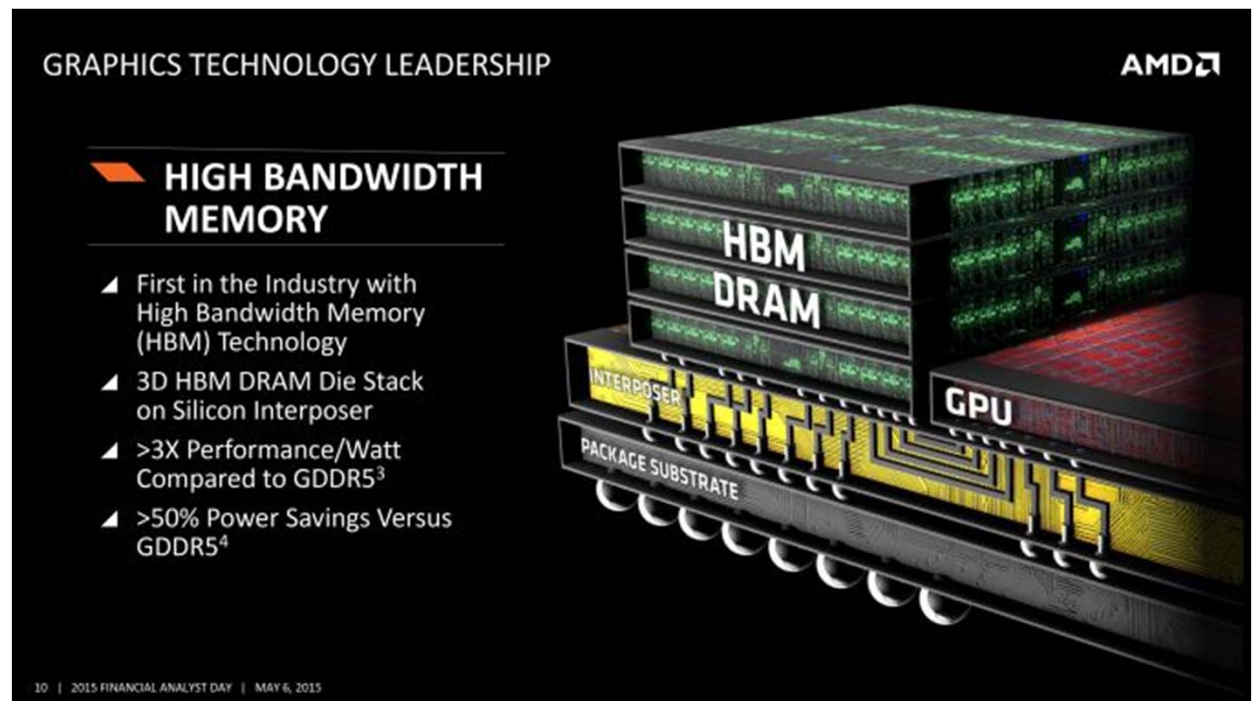 GRAPHICS TECHNOLOGY LEADERSHIP
AMD
HIGH BANDWIDTH
MEMORY
First in the Industry with
High Bandwidth Memory
(HBM) Technology
3D HBM DRAM Die Stack
on Silicon Interposer
>3X Performance/Watt
Compared to GDDR5³
>50% Power Savings Versus
GDDR5⁴
HBM
DRAM
INTERPOSER
GPU
PACKAGE SUBSTRATE
10 | 2015 FINANCIAL ANALYST DAY | MAY 6, 2015